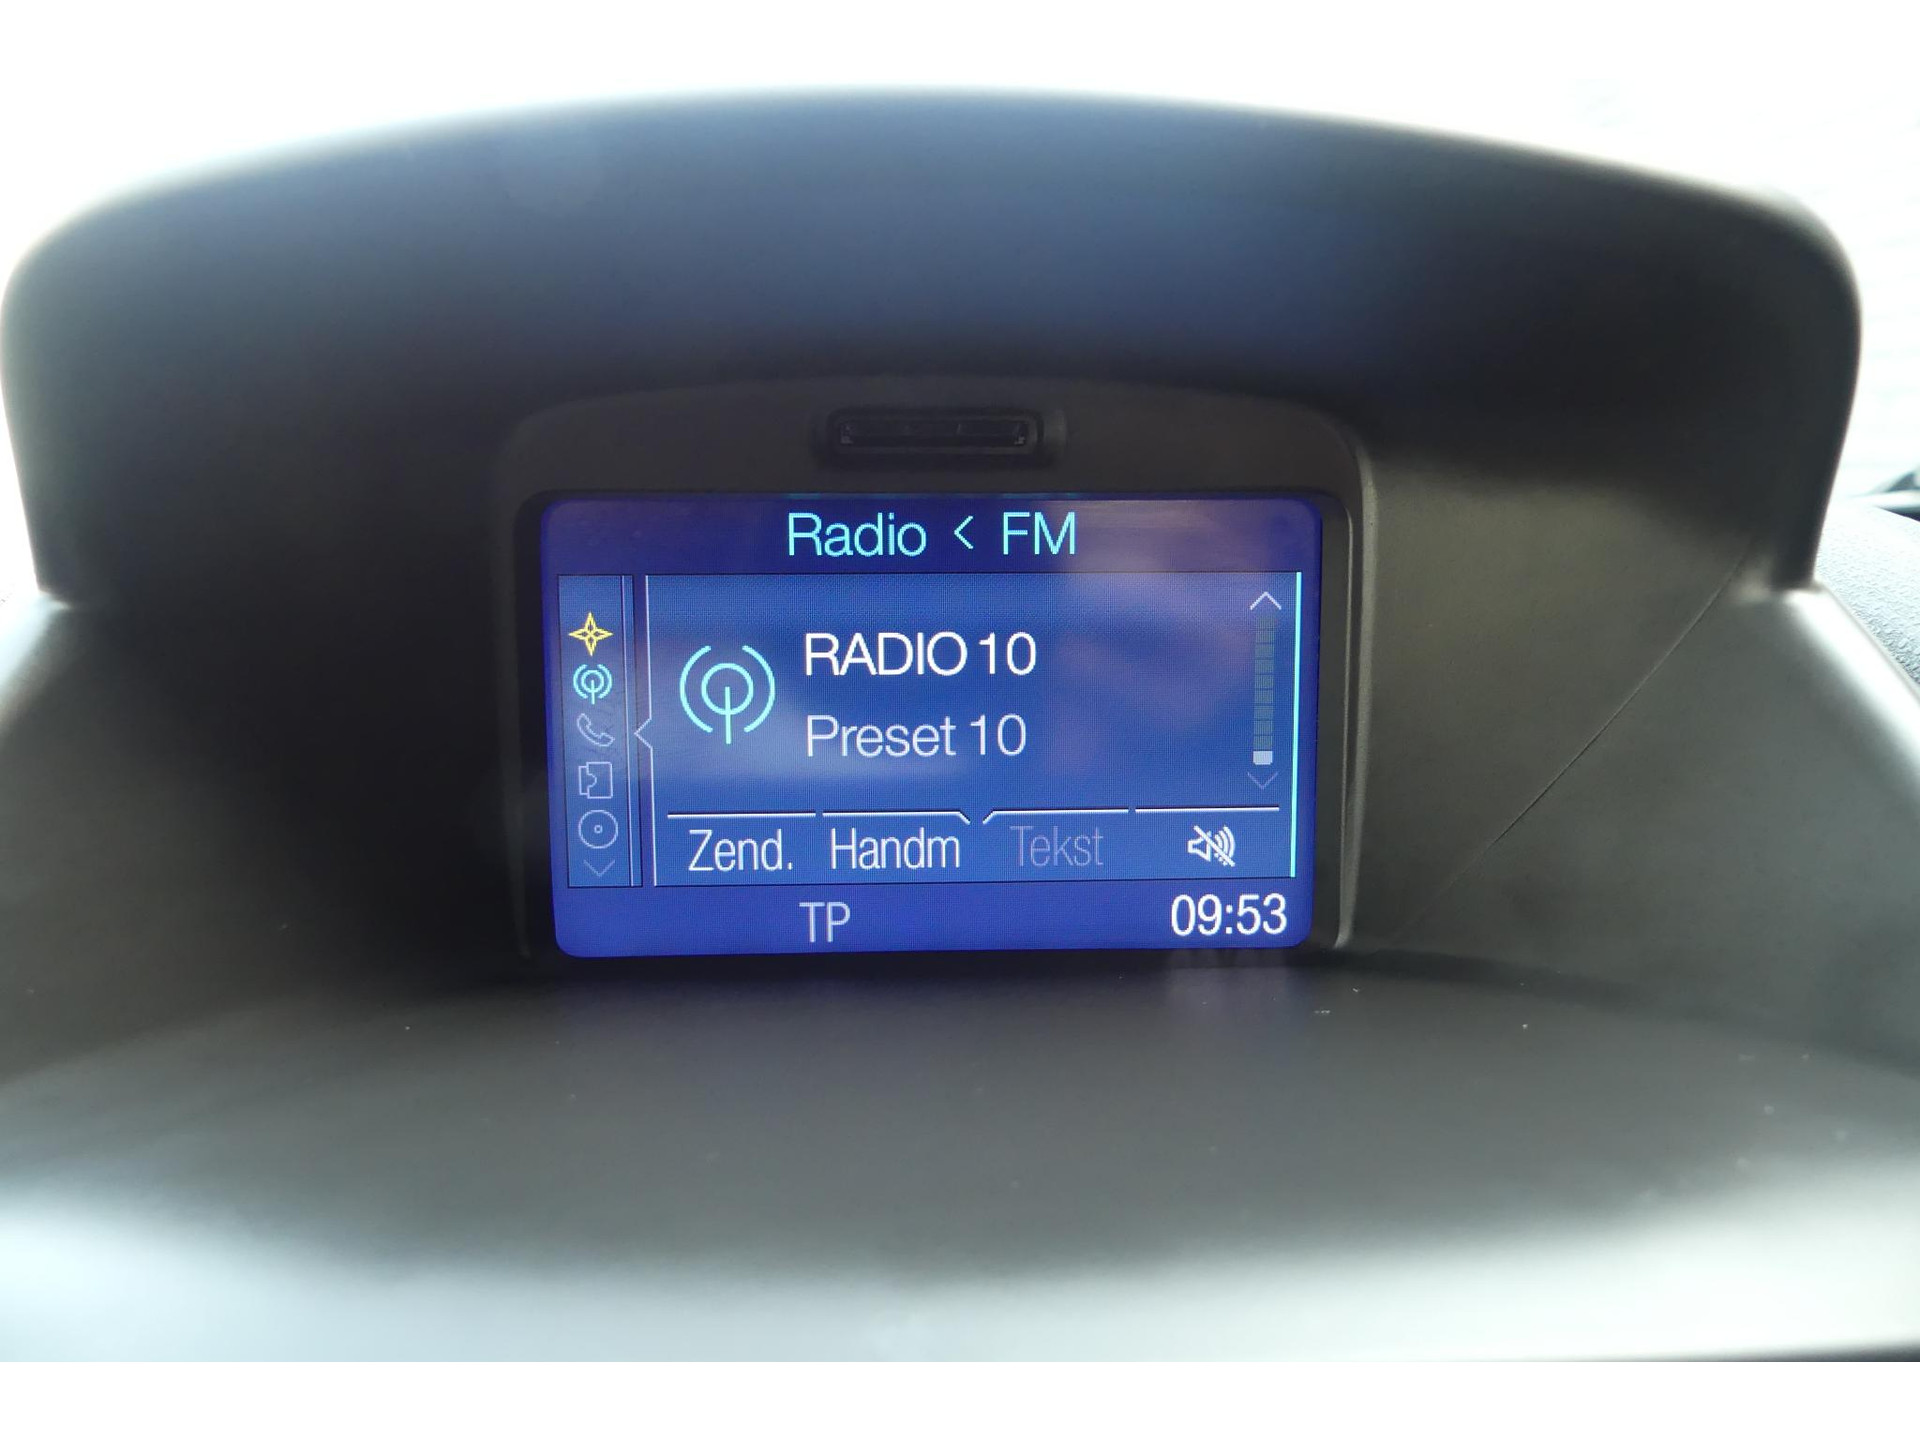 Radio < FM
RADIO 10
Preset 10
Zend. Handm Tekst
TP 09:53